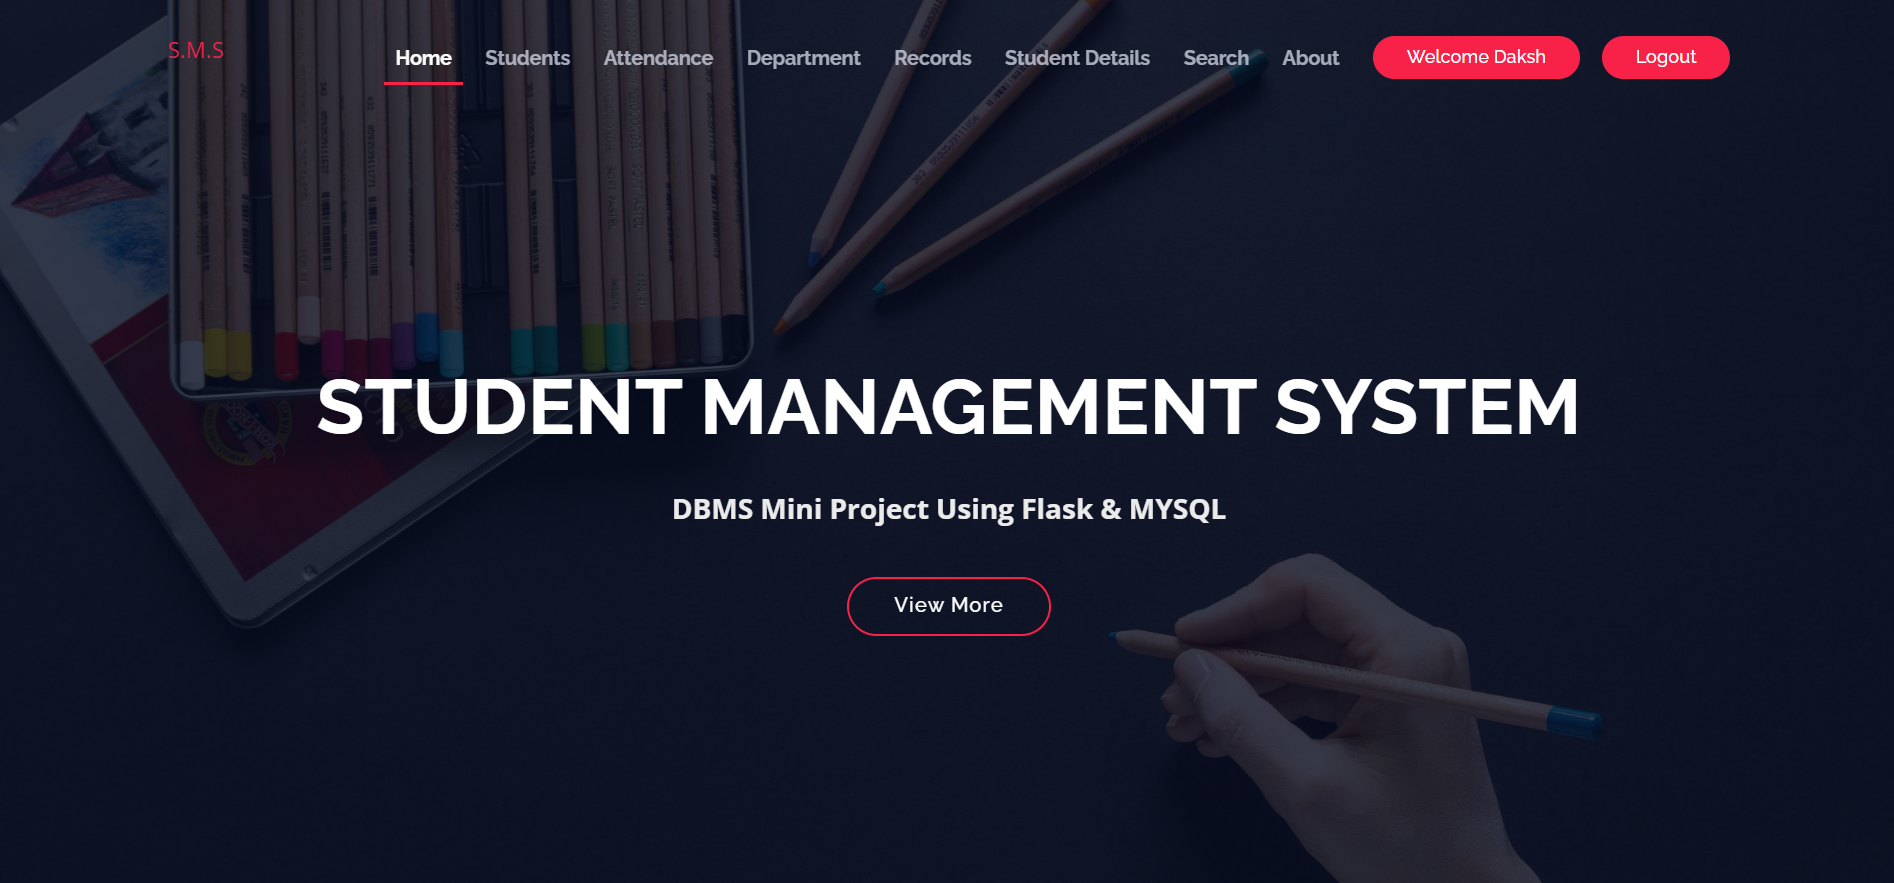 S.M.S
Home Students Attendance Department Records Student Details Search About Welcome Daksh Logout
STUDENT MANAGEMENT SYSTEM
DBMS Mini Project Using Flask & MYSQL
View More